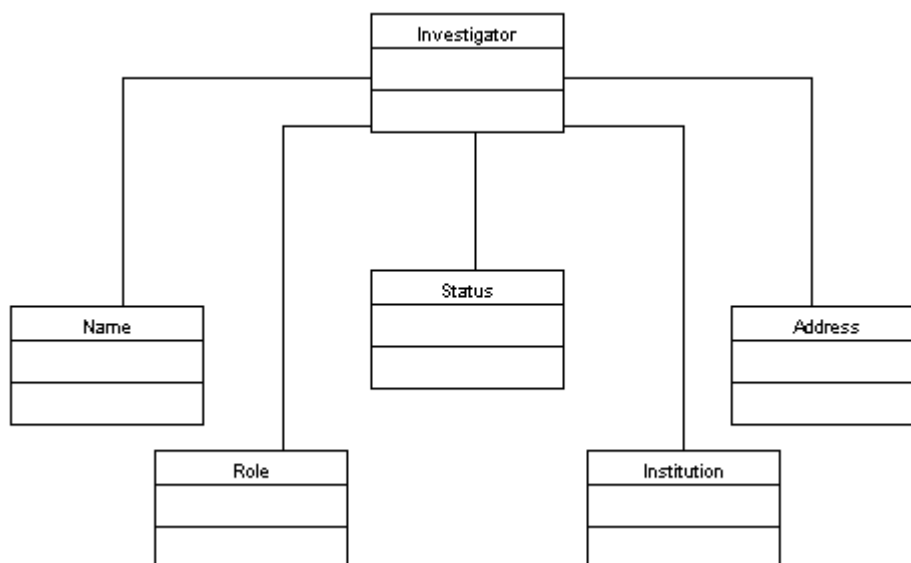 Investigator
Status
Name
Address
Role
Institution